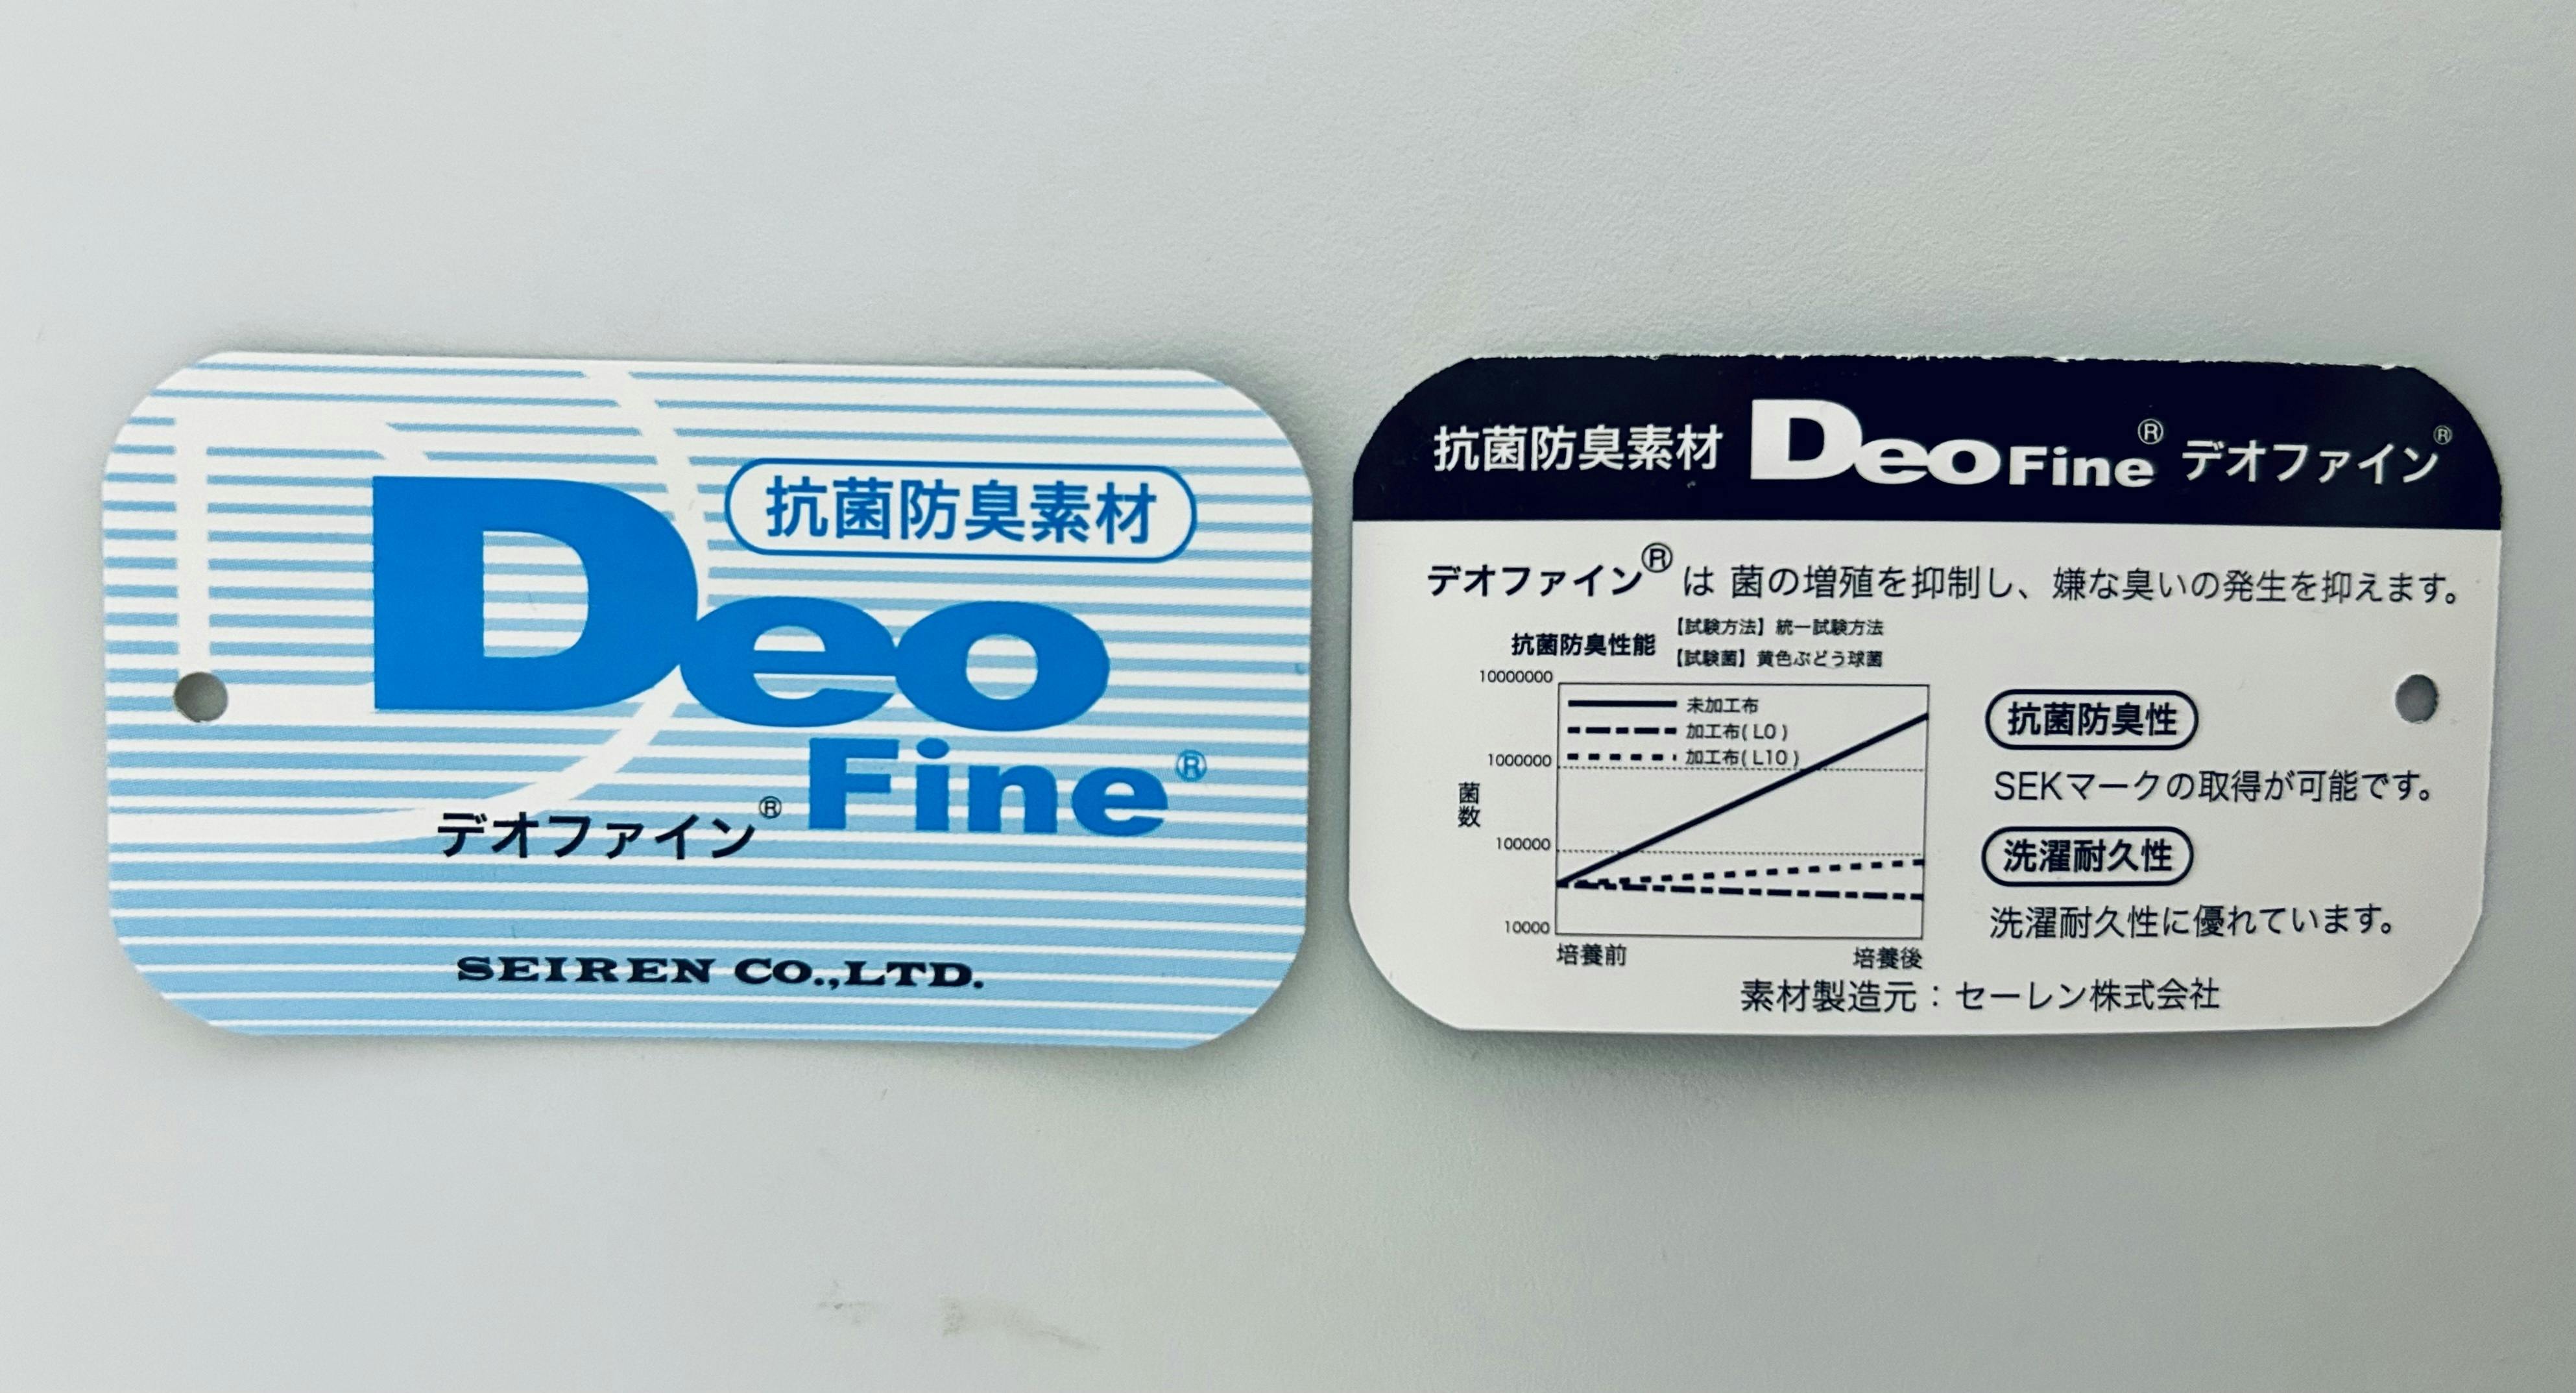 抗菌防臭素材
Deo
Fine®
デオファイン®
SEIREN CO.,LTD.
抗菌防臭素材 DeoFine® デオファイン®
デオファイン®は 菌の増殖を抑制し、嫌な臭いの発生を抑えます。
抗菌防臭性能
【試験方法】統一試験方法
【試験菌】黄色ぶどう球菌
10000000
1000000
100000
10000
菌数
未加工布
加工布( L0 )
加工布( L10 )
培養前
培養後
抗菌防臭性
SEKマークの取得が可能です。
洗濯耐久性
洗濯耐久性に優れています。
素材製造元：セーレン株式会社